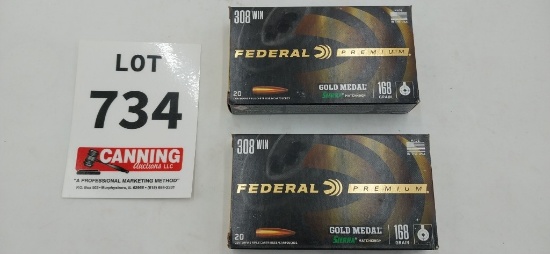 LOT
734
CANNING
Auctions LLC
"A PROFESSIONAL MARKETING METHOD"
308 WIN
FEDERAL PREMIUM
20
GOLD MEDAL
SIERRA MATCHKING
168
GRAIN
308 WIN
FEDERAL PREMIUM
20
GOLD MEDAL
SIERRA MATCHKING
168
GRAIN